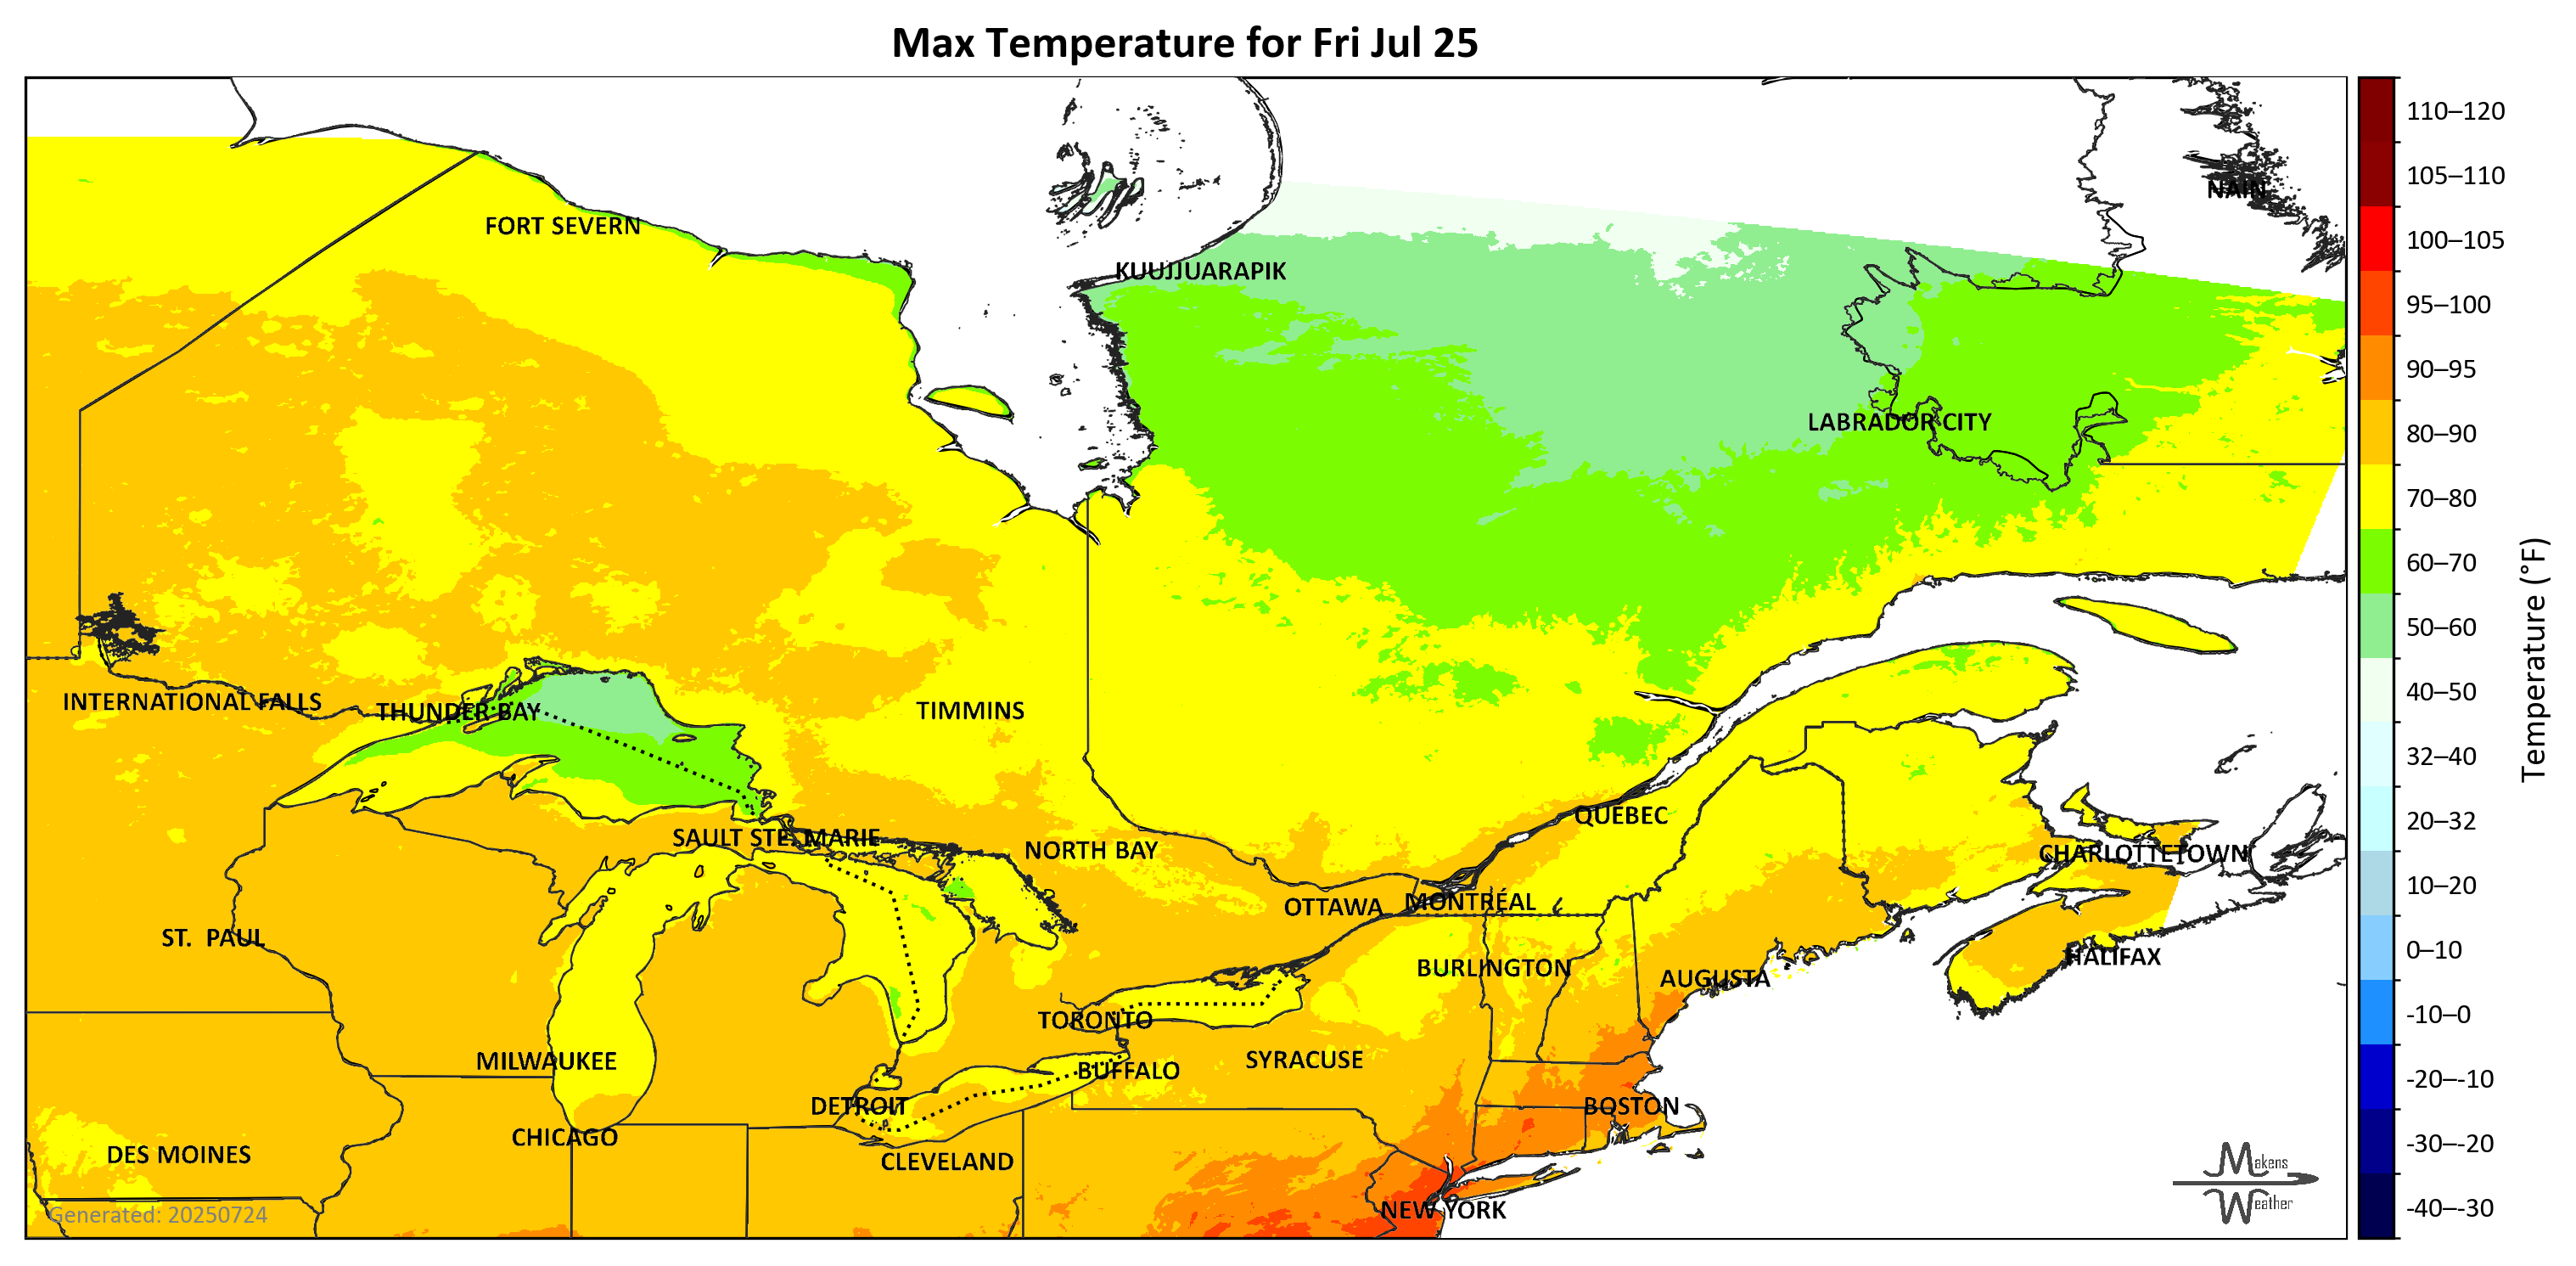 Max Temperature for Fri Jul 25
110–120
105–110
NAIN
FORT SEVERN
100–105
KUUJJUARAPIK
95–100
90–95
LABRADOR CITY
80–90
70–80
60–70
50–60
40–50
INTERNATIONAL FALLS
THUNDER BAY
TIMMINS
32–40
Temperature (°F)
QUEBEC
20–32
SAULT STE. MARIE
NORTH BAY
CHARLOTTETOWN
10–20
OTTAWA
MONTRÉAL
ST. PAUL
0–10
HALIFAX
BURLINGTON
AUGUSTA
-10–0
TORONTO
SYRACUSE
MILWAUKEE
BUFFALO
-20–-10
DETROIT
BOSTON
CHICAGO
-30–-20
DES MOINES
CLEVELAND
Makens
Weather
NEW YORK
-40–-30
Generated: 20250724